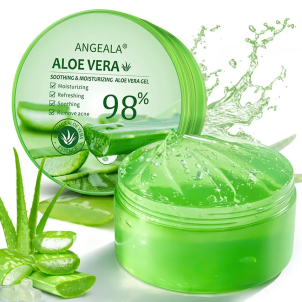 ANGEALA®
ALOE VERA
SOOTHING & MOISTURIZING ALOE VERA GEL
Moisturizing
Refreshing
Soothing
Remove acne
98%